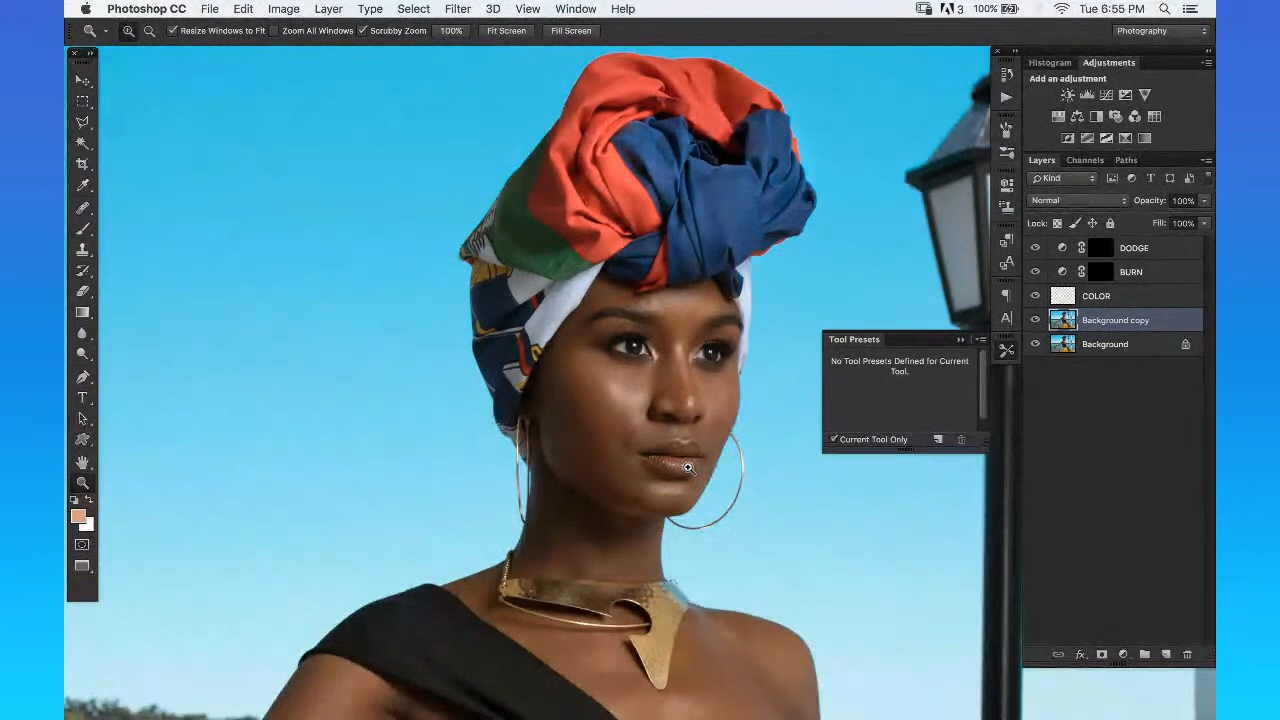 Photoshop CC File Edit Image Layer Type Select Filter 3D View Window Help 3 100% Tue 6:55 PM
Resize Windows to Fit Zoom All Windows Scrubby Zoom 100% Fit Screen Fill Screen Photography
Histogram Adjustments
Add an adjustment
Layers Channels Paths
Kind
Normal Opacity: 100%
Lock: Fill: 100%
DODGE
BURN
COLOR
Background copy
Background
Tool Presets
No Tool Presets Defined for Current
Tool.
Current Tool Only